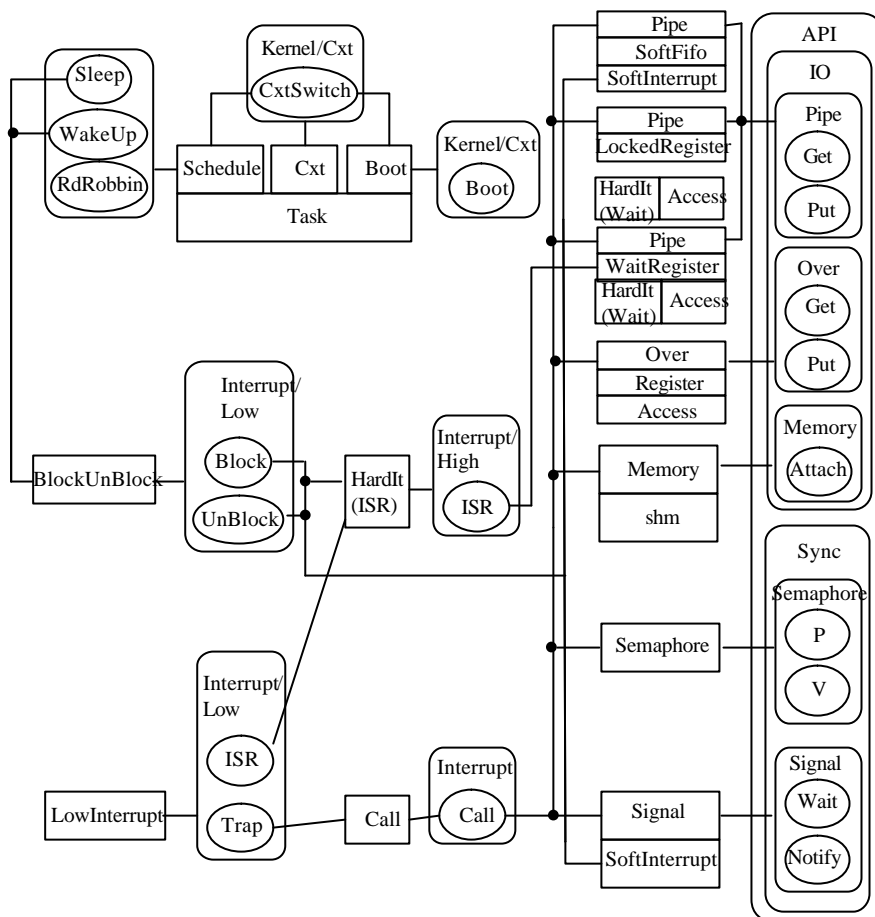 Kernel/Cxt
Sleep
CxtSwitch
WakeUp
RdRobbin
Schedule
Cxt
Boot
Task
Kernel/Cxt
Boot
Pipe
SoftFifo
SoftInterrupt
Pipe
LockedRegister
HardIt
(Wait)
Access
Pipe
WaitRegister
HardIt
(Wait)
Access
Over
Register
Access
Memory
shm
Semaphore
Signal
SoftInterrupt
API
IO
Pipe
Get
Put
Over
Get
Put
Memory
Attach
Sync
Semaphore
P
V
Signal
Wait
Notify
BlockUnBlock
Interrupt/
Low
Block
UnBlock
HardIt
(ISR)
Interrupt/
High
ISR
LowInterrupt
Interrupt/
Low
ISR
Trap
Call
Interrupt
Call